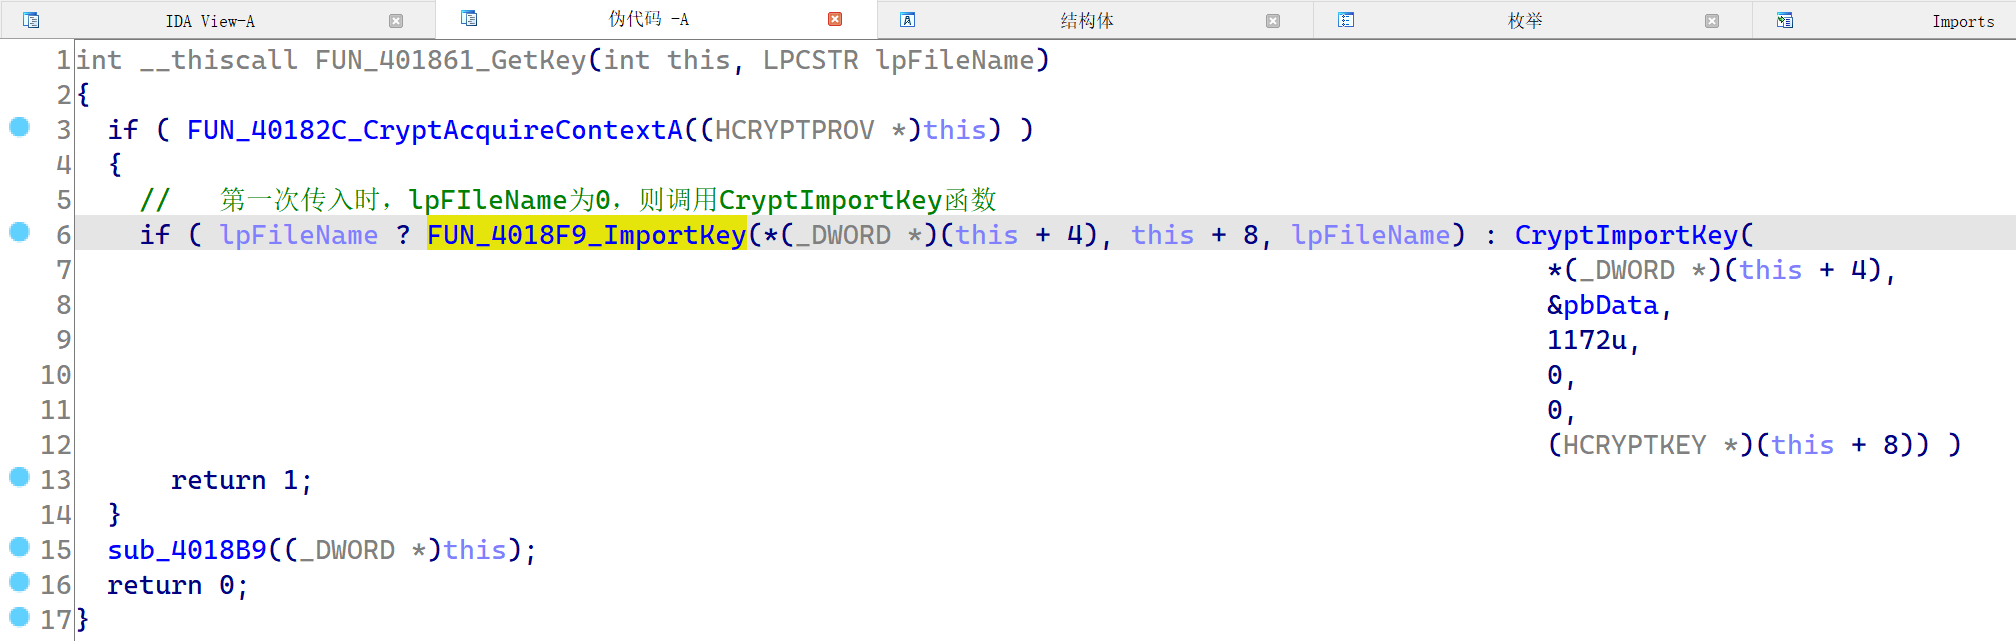 IDA View-A 伪代码 -A 结构体 枚举 Imports
1 int __thiscall FUN_401861_GetKey(int this, LPCSTR lpFileName)
2 {
3 if ( FUN_40182C_CryptAcquireContextA((HCRYPTPROV *)this) )
4 {
5 // 第一次传入时，lpFIleName为0，则调用CryptImportKey函数
6 if ( lpFileName ? FUN_4018F9_ImportKey(*(_DWORD *)(this + 4), this + 8, lpFileName) : CryptImportKey(
7 *(_DWORD *)(this + 4),
8 &pbData,
9 1172u,
10 0,
11 0,
12 (HCRYPTKEY *)(this + 8)) )
13 return 1;
14 }
15 sub_4018B9((_DWORD *)this);
16 return 0;
17 }